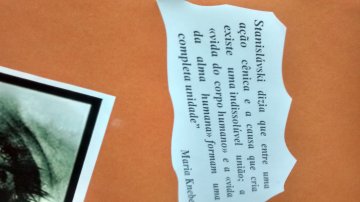 Stanislávski dizia que entre uma
ação cênica e a causa que cria
existe uma indissolúvel união; a
«vida do corpo humano» e a «vida
da alma humana» formam uma
completa unidade"
Maria Knebe